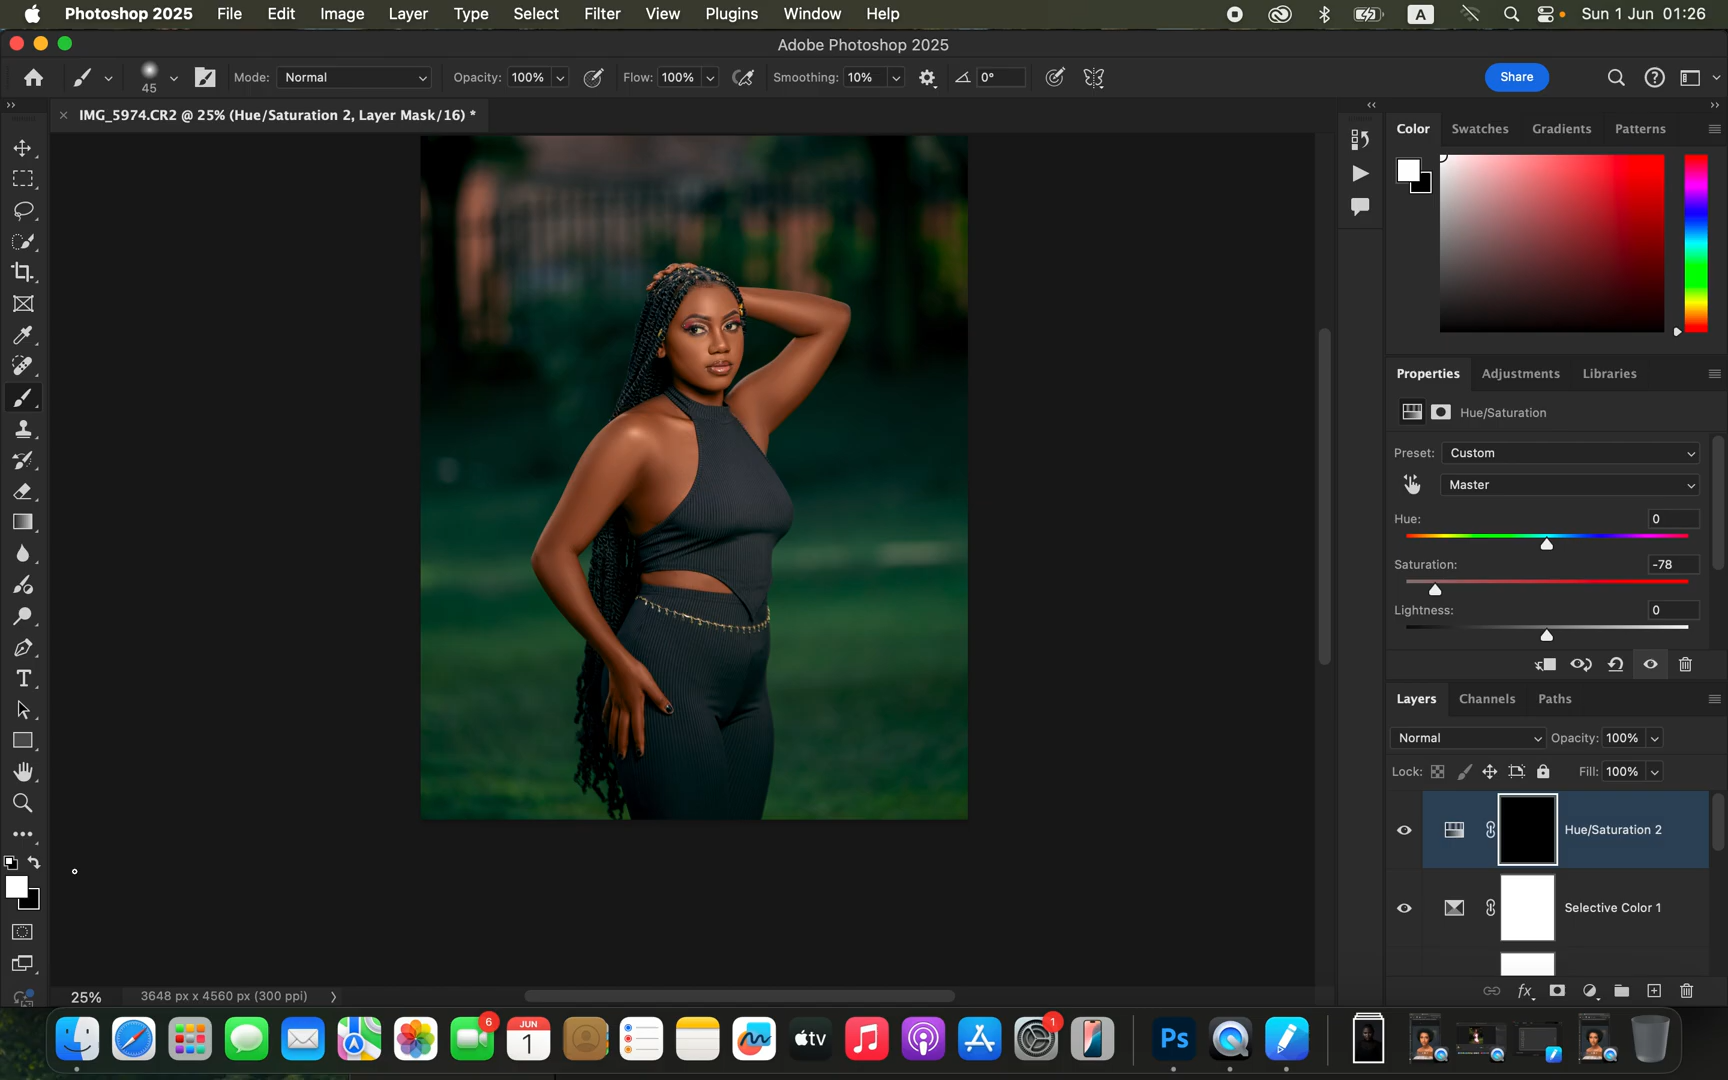 Photoshop 2025 File Edit Image Layer Type Select Filter View Plugins Window Help A Sun 1 Jun 01:26
Adobe Photoshop 2025
45 Mode: Normal Opacity: 100% Flow: 100% Smoothing: 10% 0° Share
IMG_5974.CR2 @ 25% (Hue/Saturation 2, Layer Mask/16) *
Color Swatches Gradients Patterns
Properties Adjustments Libraries
Hue/Saturation
Preset: Custom
Master
Hue: 0
Saturation: -78
Lightness: 0
Layers Channels Paths
Normal Opacity: 100%
Lock: Fill: 100%
Hue/Saturation 2
Selective Color 1
fx
25% 3648 px x 4560 px (300 ppi)
6
JUN
1
tv
1
Ps